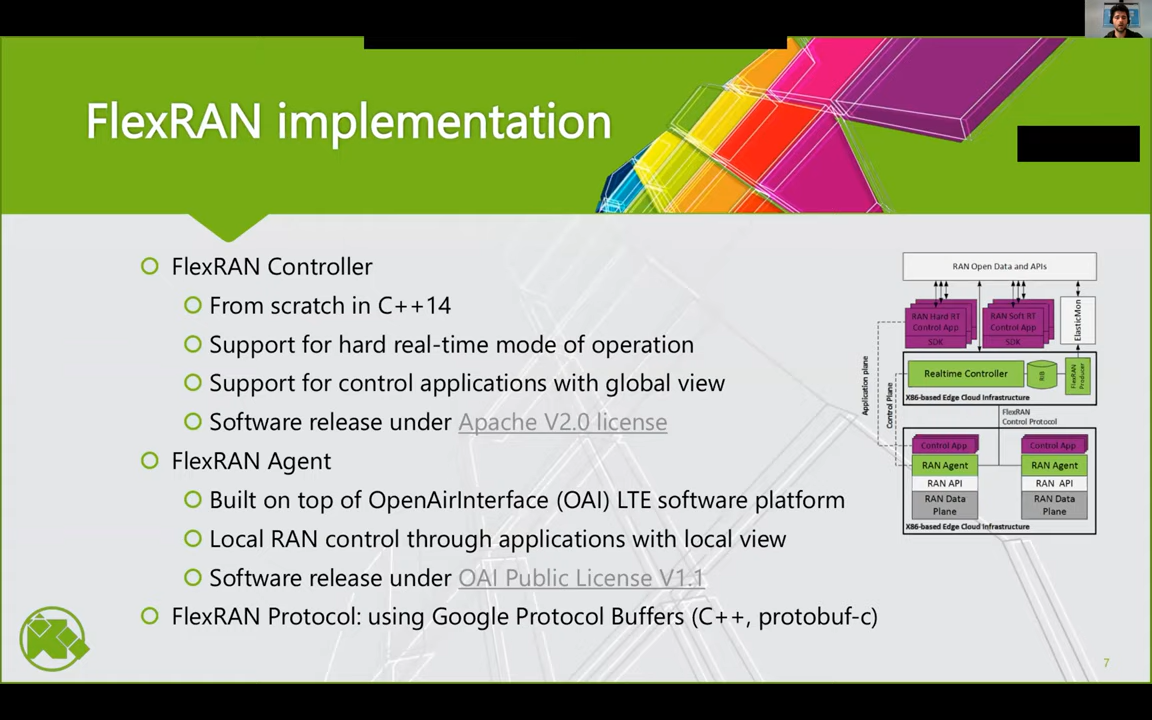 FlexRAN implementation
FlexRAN Controller
From scratch in C++14
Support for hard real-time mode of operation
Support for control applications with global view
Software release under Apache V2.0 license
FlexRAN Agent
Built on top of OpenAirInterface (OAI) LTE software platform
Local RAN control through applications with local view
Software release under OAI Public License V1.1
FlexRAN Protocol: using Google Protocol Buffers (C++, protobuf-c)
RAN Open Data and APIs
RAN Hard RT
Control App
SDK
RAN Soft RT
Control App
SDK
ElasticMon
Realtime Controller
RIB
FlexRAN
Producer
X86-based Edge Cloud Infrastructure
Application plane
Control Plane
FlexRAN
Control Protocol
Control App
RAN Agent
RAN API
RAN Data
Plane
Control App
RAN Agent
RAN API
RAN Data
Plane
X86-based Edge Cloud Infrastructure
7